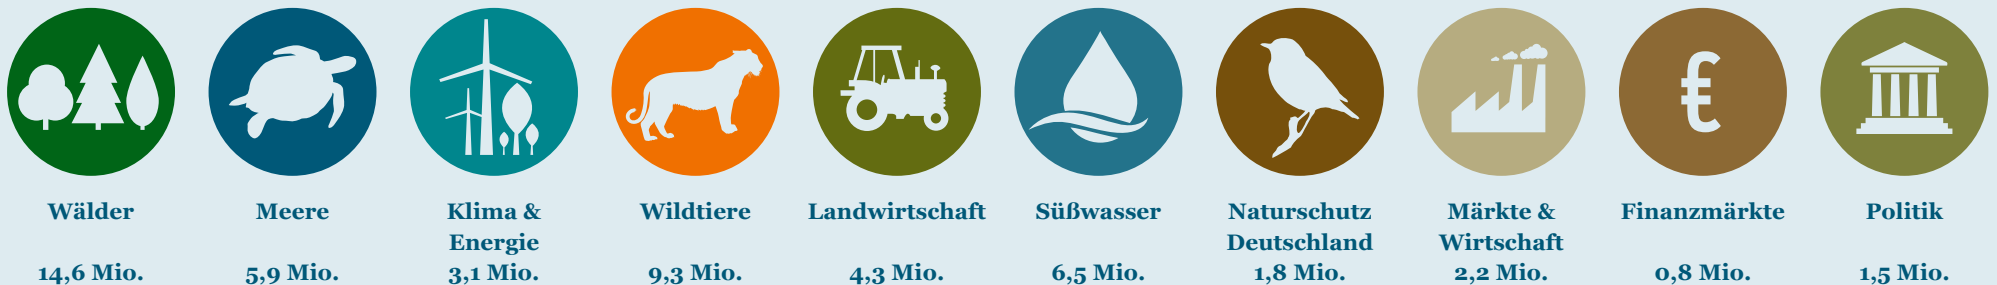 €
Wälder
14,6 Mio.
Meere
5,9 Mio.
Klima &
Energie
3,1 Mio.
Wildtiere
9,3 Mio.
Landwirtschaft
4,3 Mio.
Süßwasser
6,5 Mio.
Naturschutz
Deutschland
1,8 Mio.
Märkte &
Wirtschaft
2,2 Mio.
Finanzmärkte
0,8 Mio.
Politik
1,5 Mio.